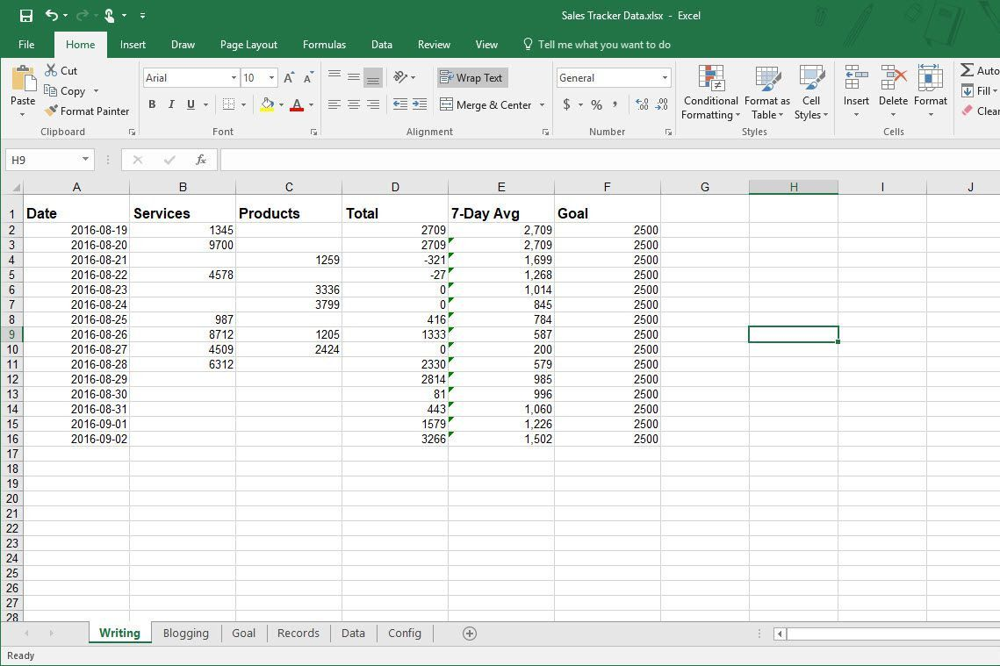 Sales Tracker Data.xlsx - Excel
File Home Insert Draw Page Layout Formulas Data Review View Tell me what you want to do
Paste
Cut
Copy
Format Painter
Clipboard
Arial 10 A A
B I U A
Font
Wrap Text
Merge & Center
Alignment
General
$ % , .00 .00
Number
Conditional Formatting
Format as Table
Cell Styles
Styles
Insert
Delete
Format
Cells
Auto
Fill
Clear
H9 fx
A B C D E F G H I J
1 Date Services Products Total 7-Day Avg Goal
2 2016-08-19 1345 2709 2,709 2500
3 2016-08-20 9700 2709 2,709 2500
4 2016-08-21 1259 -321 1,699 2500
5 2016-08-22 4578 -27 1,268 2500
6 2016-08-23 3336 0 1,014 2500
7 2016-08-24 3799 0 845 2500
8 2016-08-25 987 416 784 2500
9 2016-08-26 8712 1205 1333 587 2500
10 2016-08-27 4509 2424 0 200 2500
11 2016-08-28 6312 2330 579 2500
12 2016-08-29 2814 985 2500
13 2016-08-30 81 996 2500
14 2016-08-31 443 1,060 2500
15 2016-09-01 1579 1,226 2500
16 2016-09-02 3266 1,502 2500
17
18
19
20
21
22
23
24
25
26
27
28
Writing Blogging Goal Records Data Config
Ready